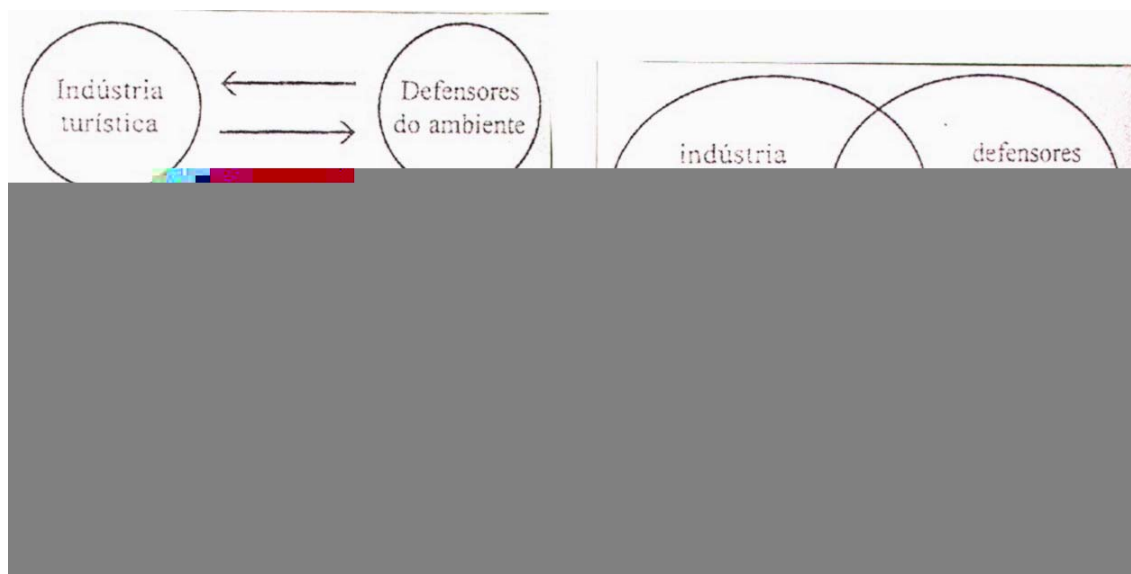 Indústria
turística
Defensores
do ambiente
indústria
defensores